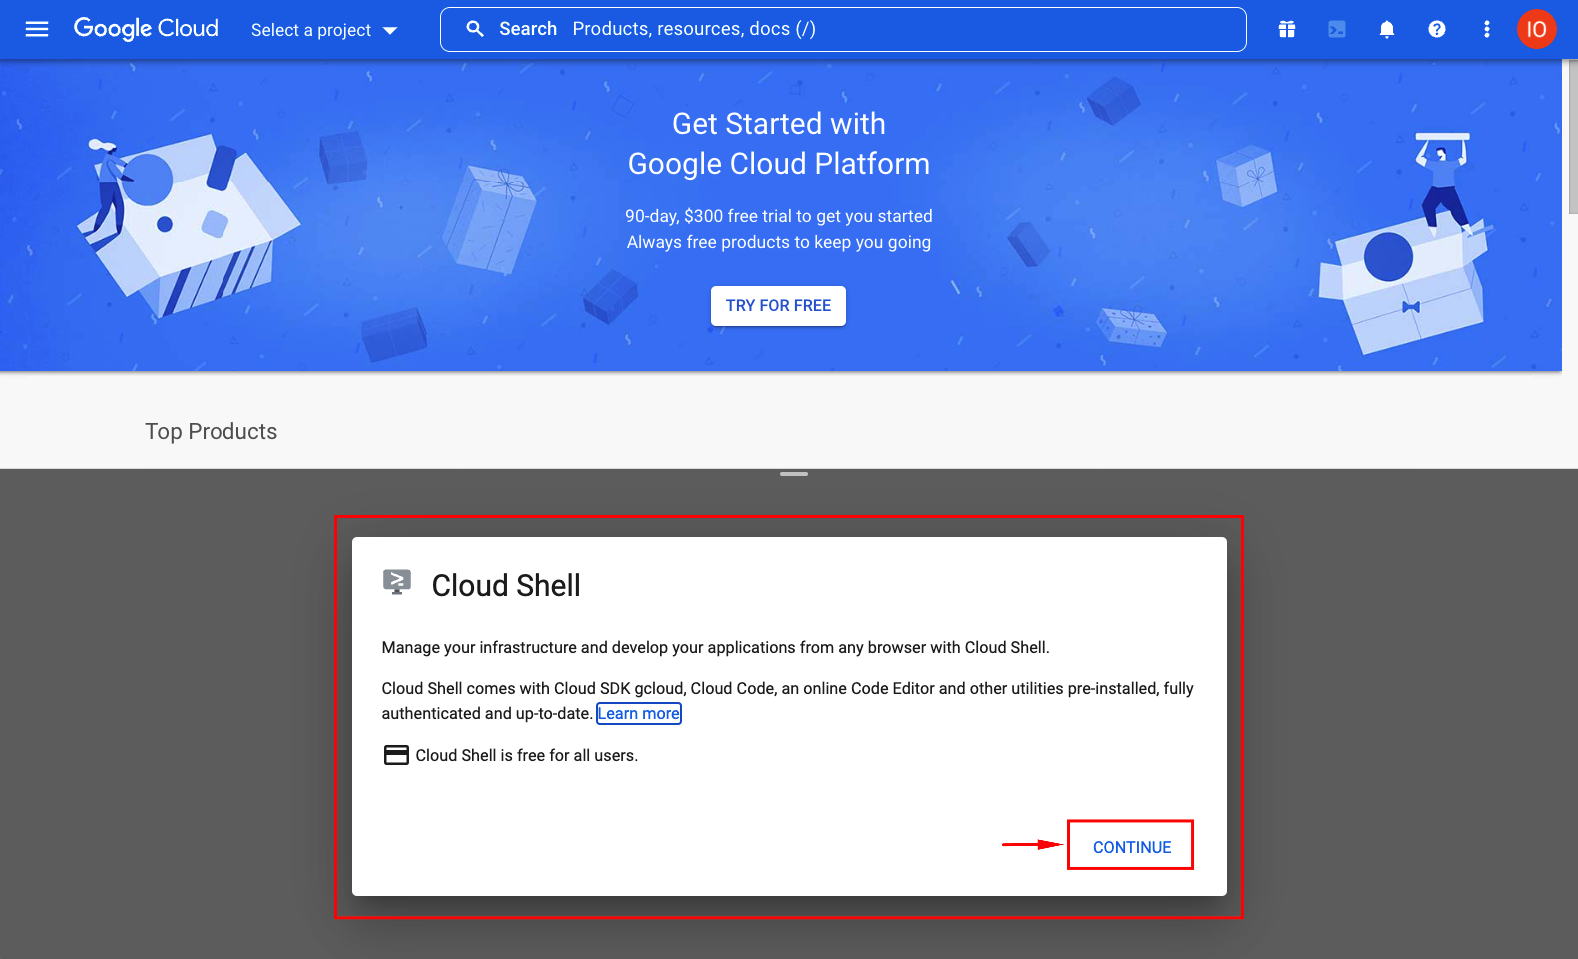 Google Cloud
Select a project
Search Products, resources, docs (/)
IO
Get Started with
Google Cloud Platform
90-day, $300 free trial to get you started
Always free products to keep you going
TRY FOR FREE
Top Products
Cloud Shell
Manage your infrastructure and develop your applications from any browser with Cloud Shell.
Cloud Shell comes with Cloud SDK gcloud, Cloud Code, an online Code Editor and other utilities pre-installed, fully
authenticated and up-to-date. Learn more
Cloud Shell is free for all users.
CONTINUE